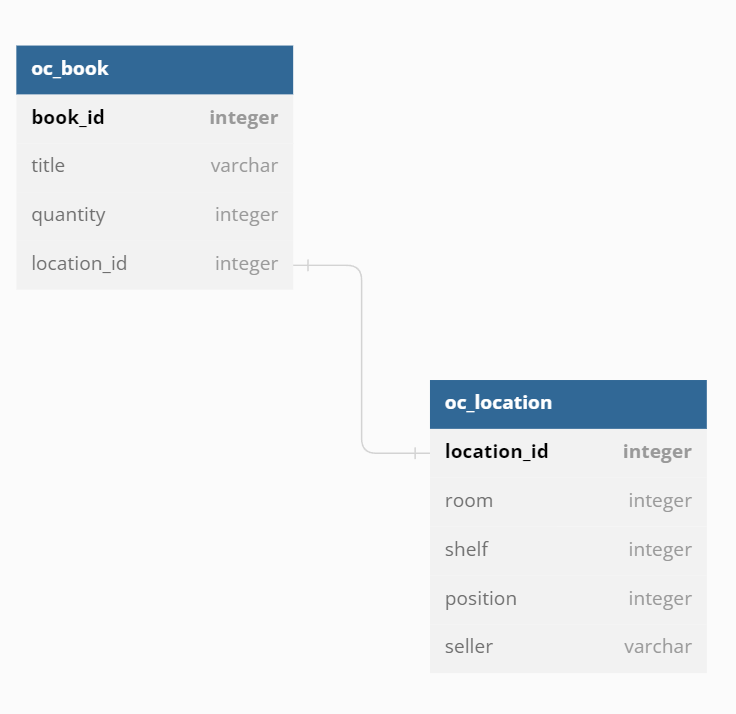 oc_book
book_id integer
title varchar
quantity integer
location_id integer
oc_location
location_id integer
room integer
shelf integer
position integer
seller varchar